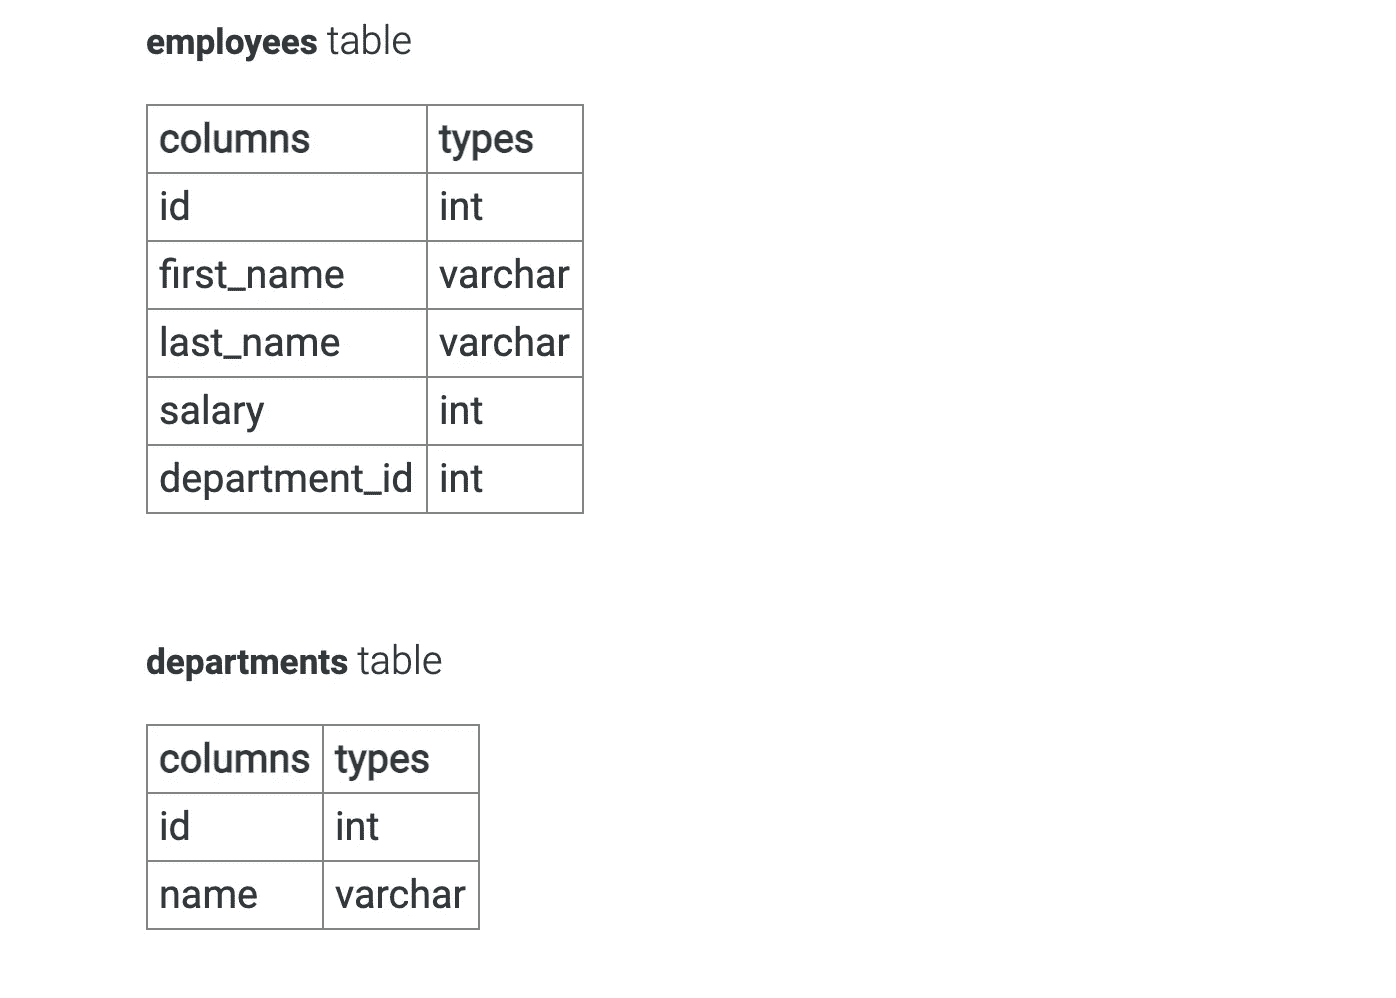 employees table
columns types
id int
first_name varchar
last_name varchar
salary int
department_id int
departments table
columns types
id int
name varchar